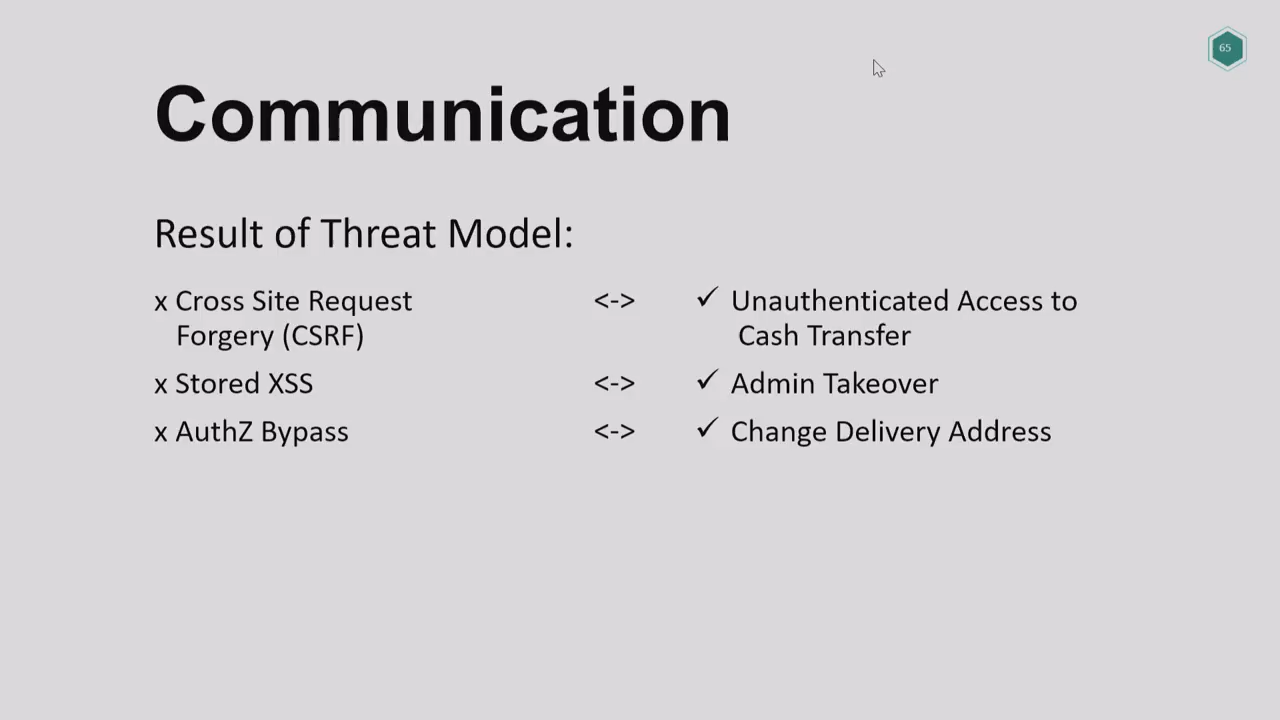 65
Communication
Result of Threat Model:
x Cross Site Request <-> ✓ Unauthenticated Access to
Forgery (CSRF) Cash Transfer
x Stored XSS <-> ✓ Admin Takeover
x AuthZ Bypass <-> ✓ Change Delivery Address